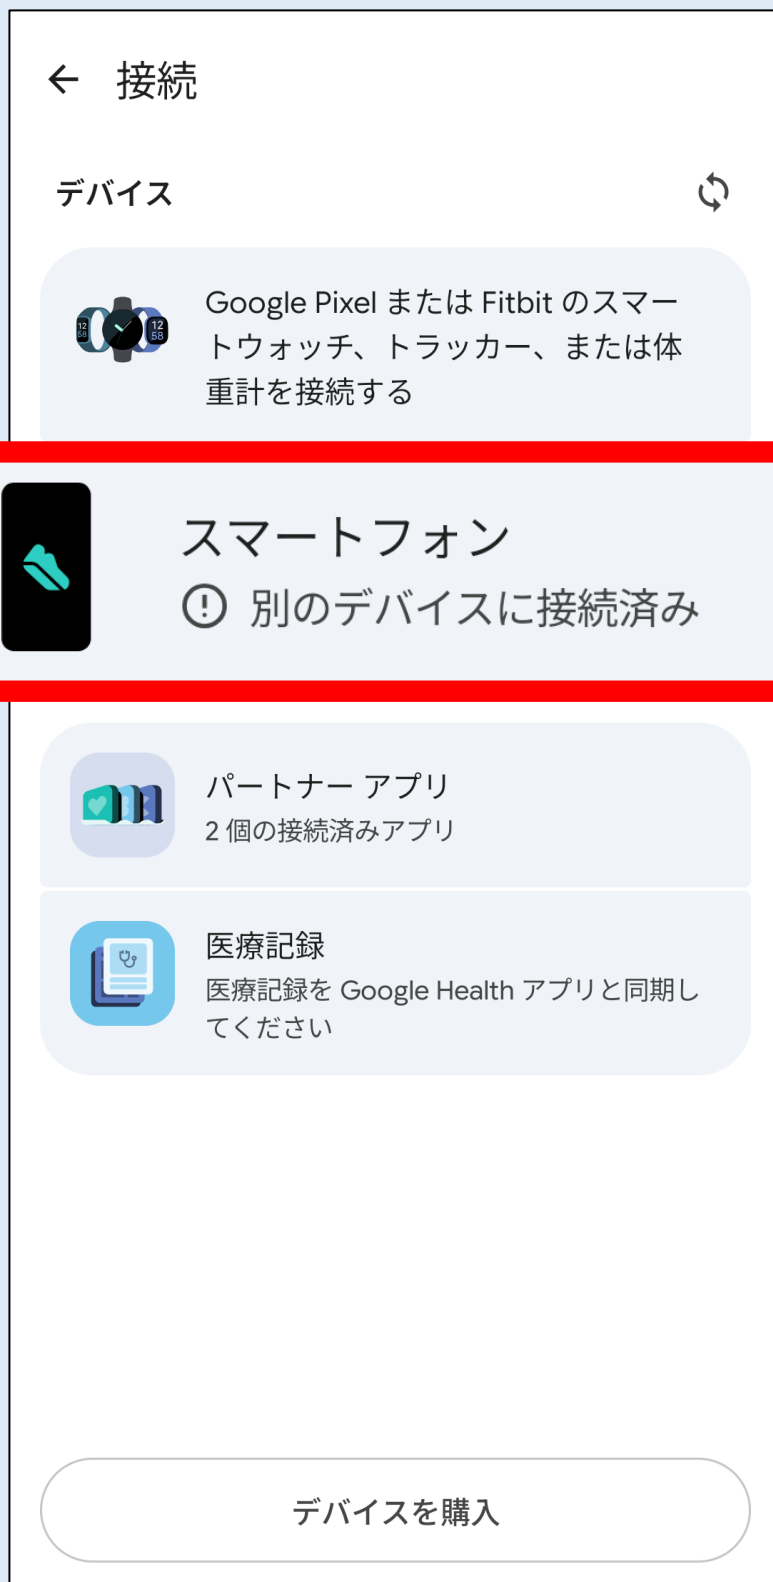 接続
デバイス
Google Pixel または Fitbit のスマー
トウォッチ、トラッカー、または体
重計を接続する
スマートフォン
別のデバイスに接続済み
パートナー アプリ
2 個の接続済みアプリ
医療記録
医療記録を Google Health アプリと同期し
てください
デバイスを購入